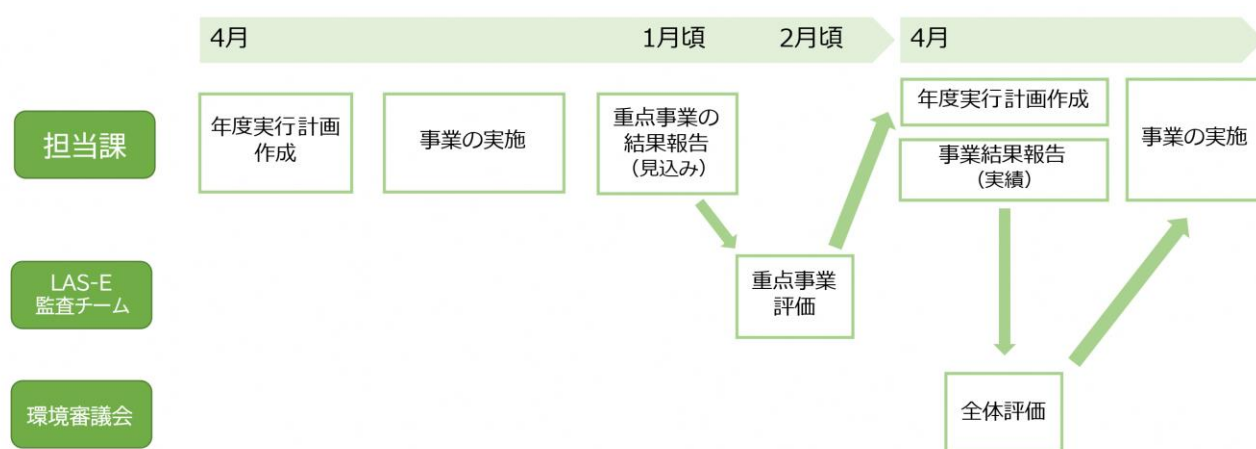 4月
1月頃
2月頃
4月
担当課
年度実行計画
作成
事業の実施
重点事業の
結果報告
（見込み）
年度実行計画作成
事業結果報告
（実績）
事業の実施
LAS-E
監査チーム
重点事業
評価
環境審議会
全体評価